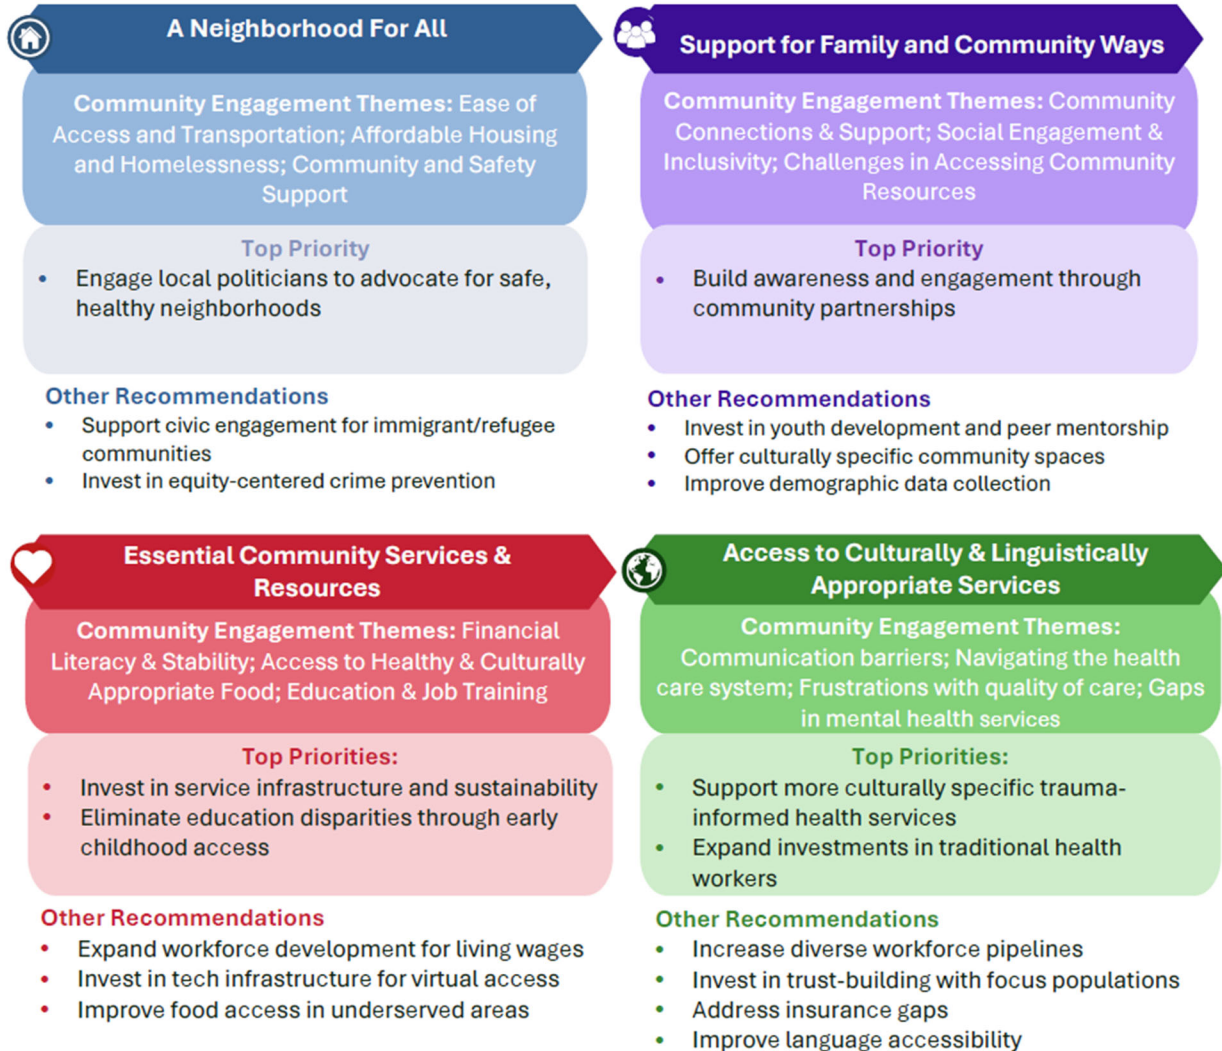 A Neighborhood For All
Community Engagement Themes: Ease of
Access and Transportation; Affordable Housing
and Homelessness; Community and Safety
Support
Top Priority
• Engage local politicians to advocate for safe,
healthy neighborhoods
Other Recommendations
• Support civic engagement for immigrant/refugee
communities
• Invest in equity-centered crime prevention
Support for Family and Community Ways
Community Engagement Themes: Community
Connections & Support; Social Engagement &
Inclusivity; Challenges in Accessing Community
Resources
Top Priority
• Build awareness and engagement through
community partnerships
Other Recommendations
• Invest in youth development and peer mentorship
• Offer culturally specific community spaces
• Improve demographic data collection
Essential Community Services &
Resources
Community Engagement Themes: Financial
Literacy & Stability; Access to Healthy & Culturally
Appropriate Food; Education & Job Training
Top Priorities:
• Invest in service infrastructure and sustainability
• Eliminate education disparities through early
childhood access
Other Recommendations
• Expand workforce development for living wages
• Invest in tech infrastructure for virtual access
• Improve food access in underserved areas
Access to Culturally & Linguistically
Appropriate Services
Community Engagement Themes:
Communication barriers; Navigating the health
care system; Frustrations with quality of care; Gaps
in mental health services
Top Priorities:
• Support more culturally specific trauma-
informed health services
• Expand investments in traditional health
workers
Other Recommendations
• Increase diverse workforce pipelines
• Invest in trust-building with focus populations
• Address insurance gaps
• Improve language accessibility